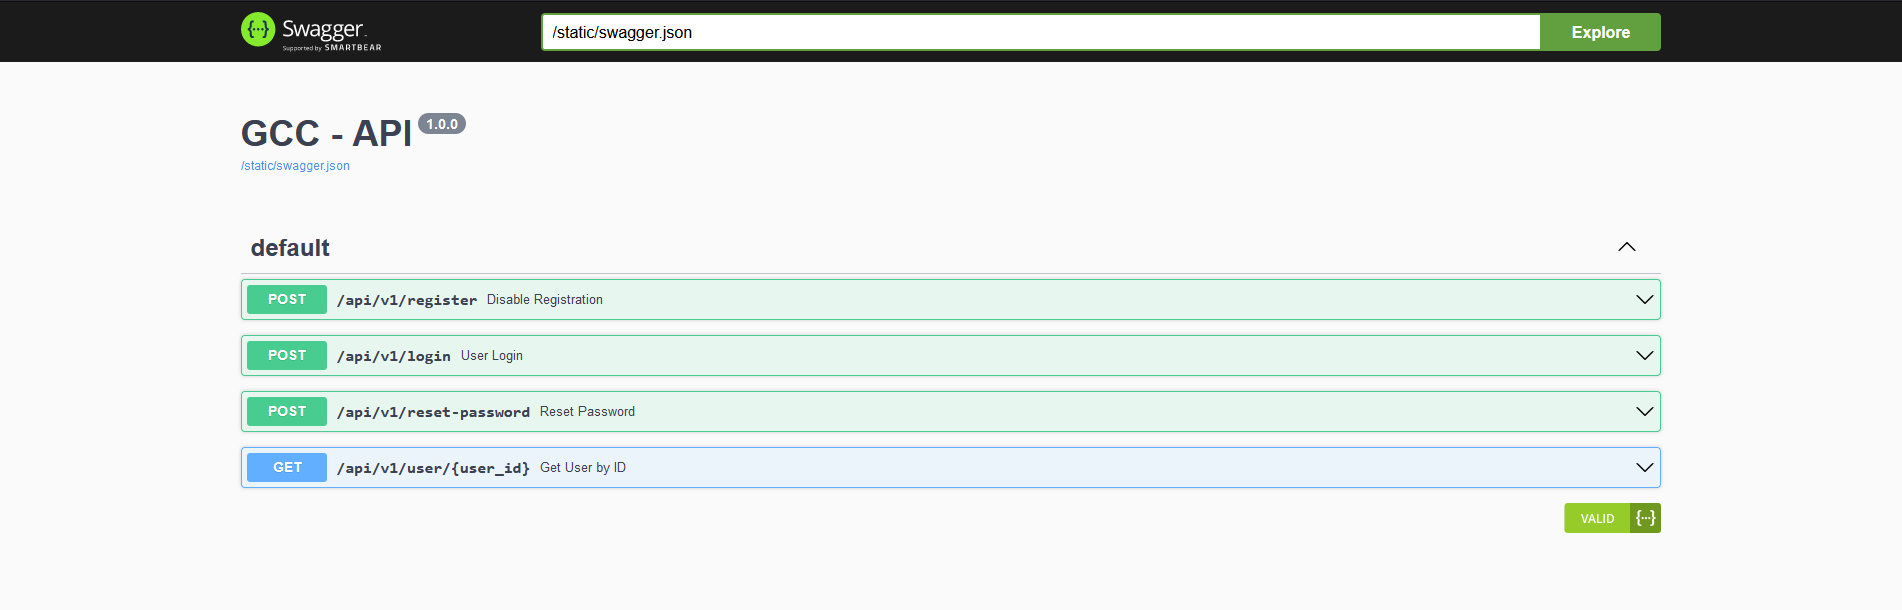 Swagger.
Supported by SMARTBEAR
/static/swagger.json
Explore
GCC - API 1.0.0
/static/swagger.json
default
POST /api/v1/register Disable Registration
POST /api/v1/login User Login
POST /api/v1/reset-password Reset Password
GET /api/v1/user/{user_id} Get User by ID
VALID {...}